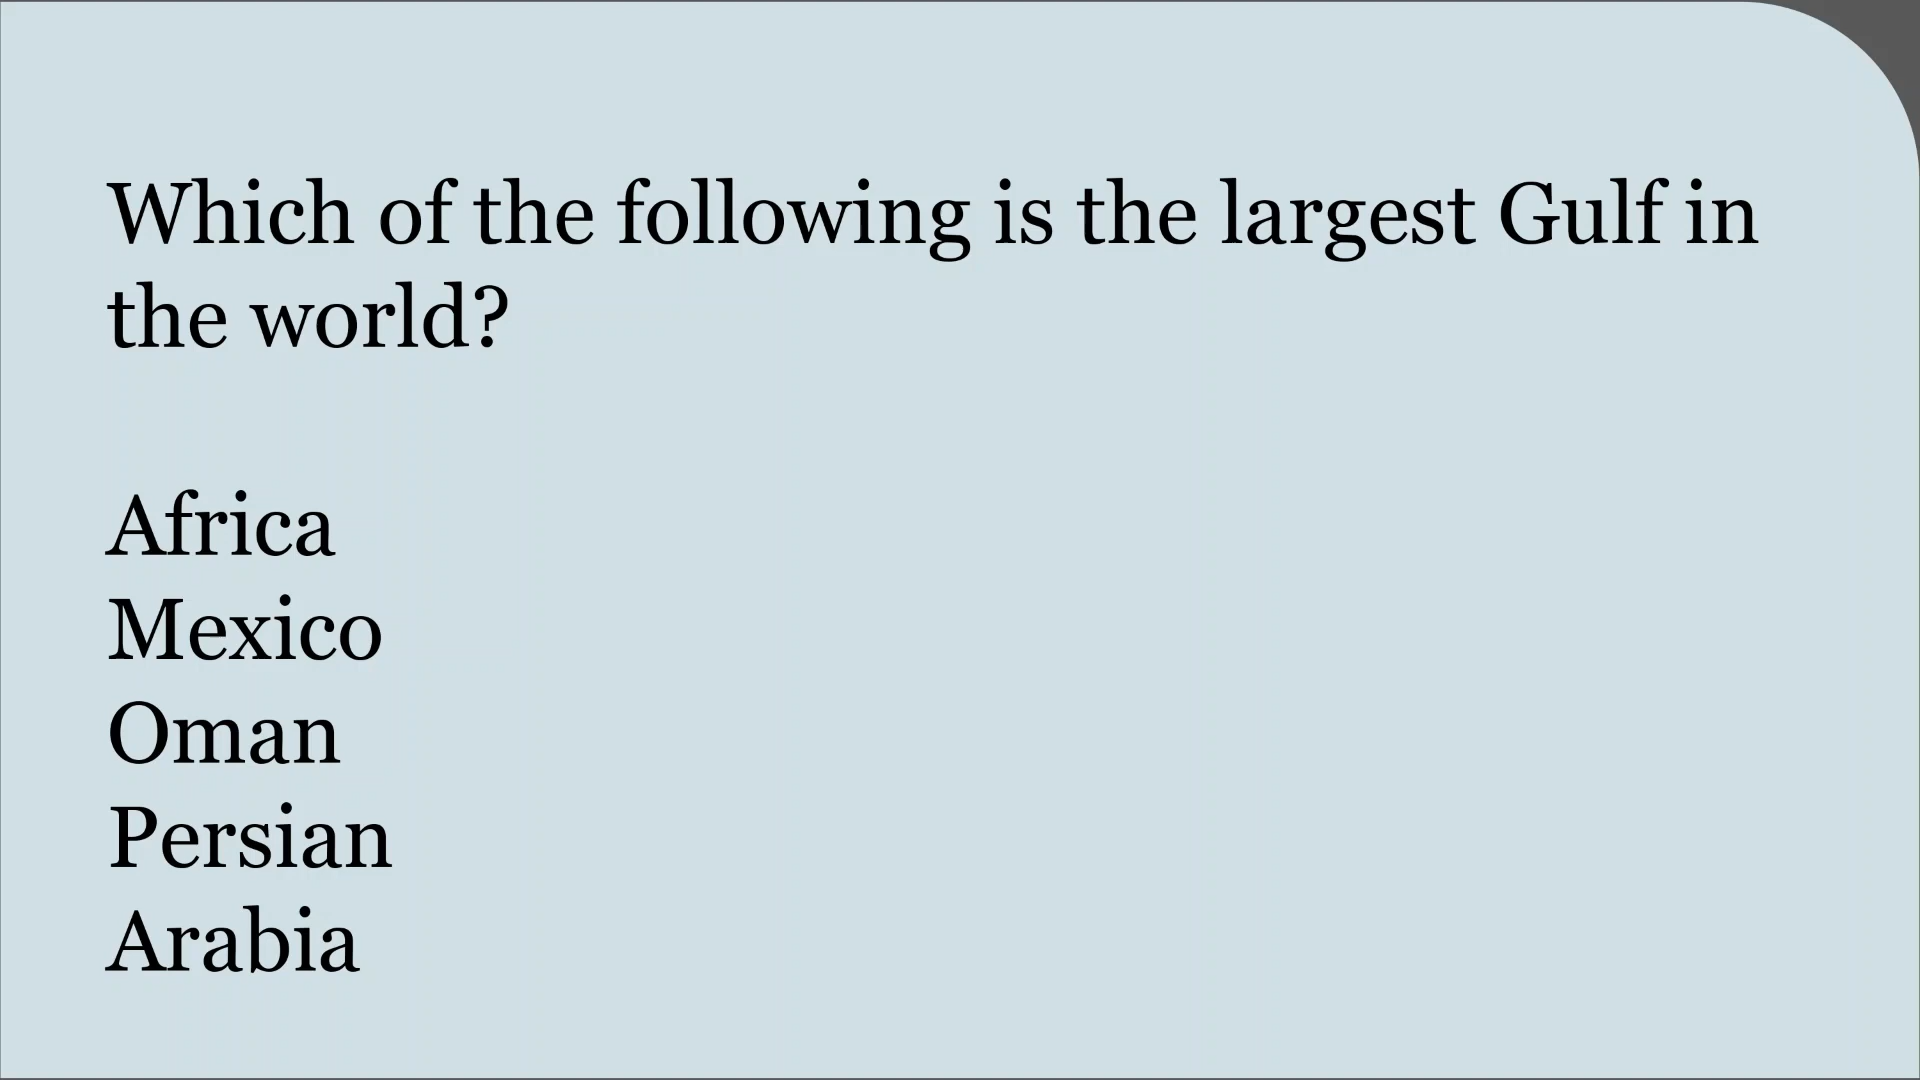 Which of the following is the largest Gulf in
the world?
Africa
Mexico
Oman
Persian
Arabia